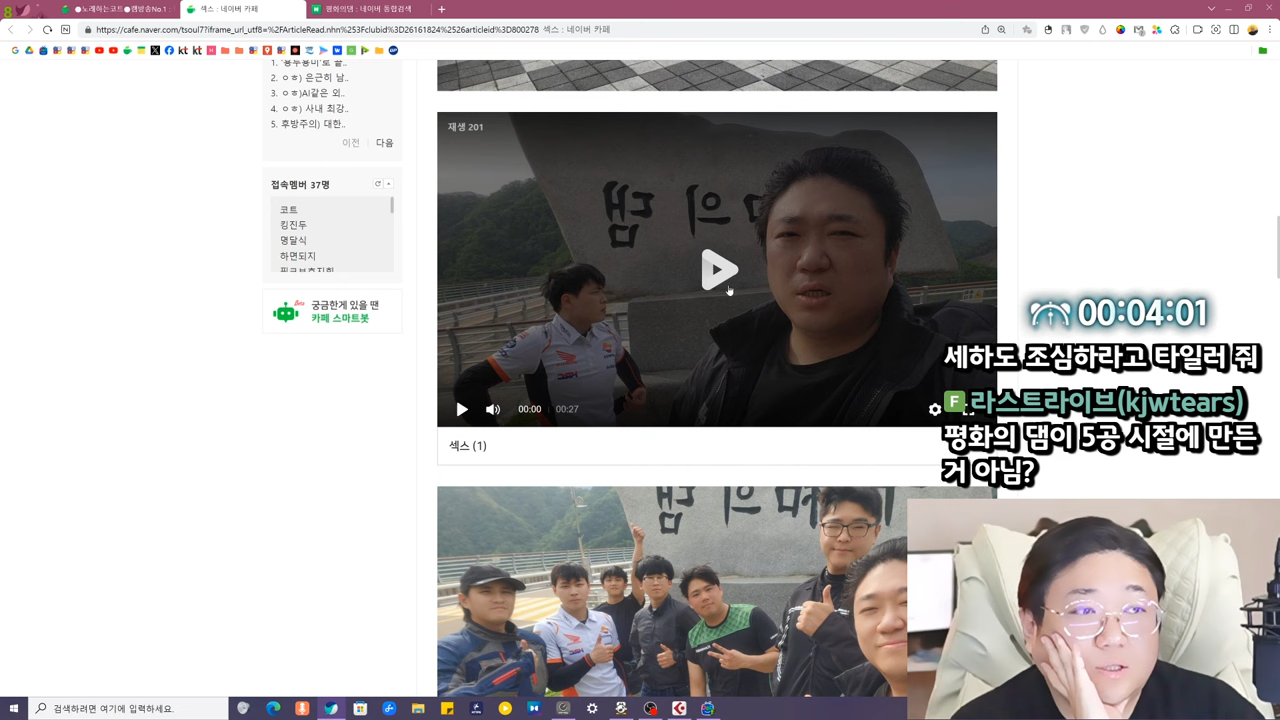 ●노래하는코트●캠방송No.1
섹스 : 네이버 카페
평화의댐 : 네이버 통합검색
https://cafe.naver.com/tsoul7?iframe_url_utf8=%2FArticleRead.nhn%253Fclubid%3D26161824%2526articleid%3D800278
섹스 : 네이버 카페
2. ㅇㅎ) 은근히 남..
3. ㅇㅎ)AI같은 외..
4. ㅇㅎ) 사내 최강..
5. 후방주의) 대한..
이전
다음
접속멤버 37명
코트
킹진두
명달식
하면되지
궁금한게 있을 땐
카페 스마트봇
Beta
재생 201
의댐
00:00
00:27
섹스 (1)
의댐
00:04:01
세하도 조심하라고 타일러 줘
F 라스트라이브(kjwtears)
평화의 댐이 5공 시절에 만든
거 아님?
검색하려면 여기에 입력하세요.